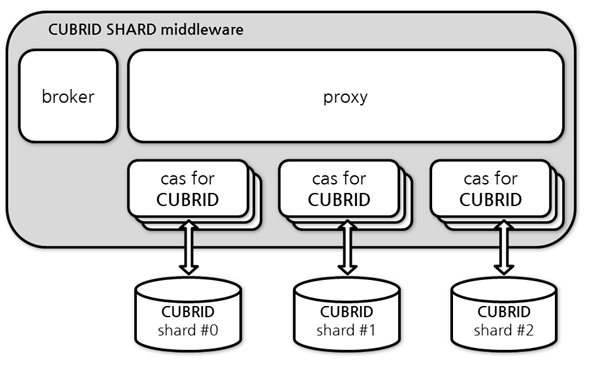 CUBRID SHARD middleware
broker
proxy
cas for
CUBRID
cas for
CUBRID
cas for
CUBRID
CUBRID
shard #0
CUBRID
shard #1
CUBRID
shard #2